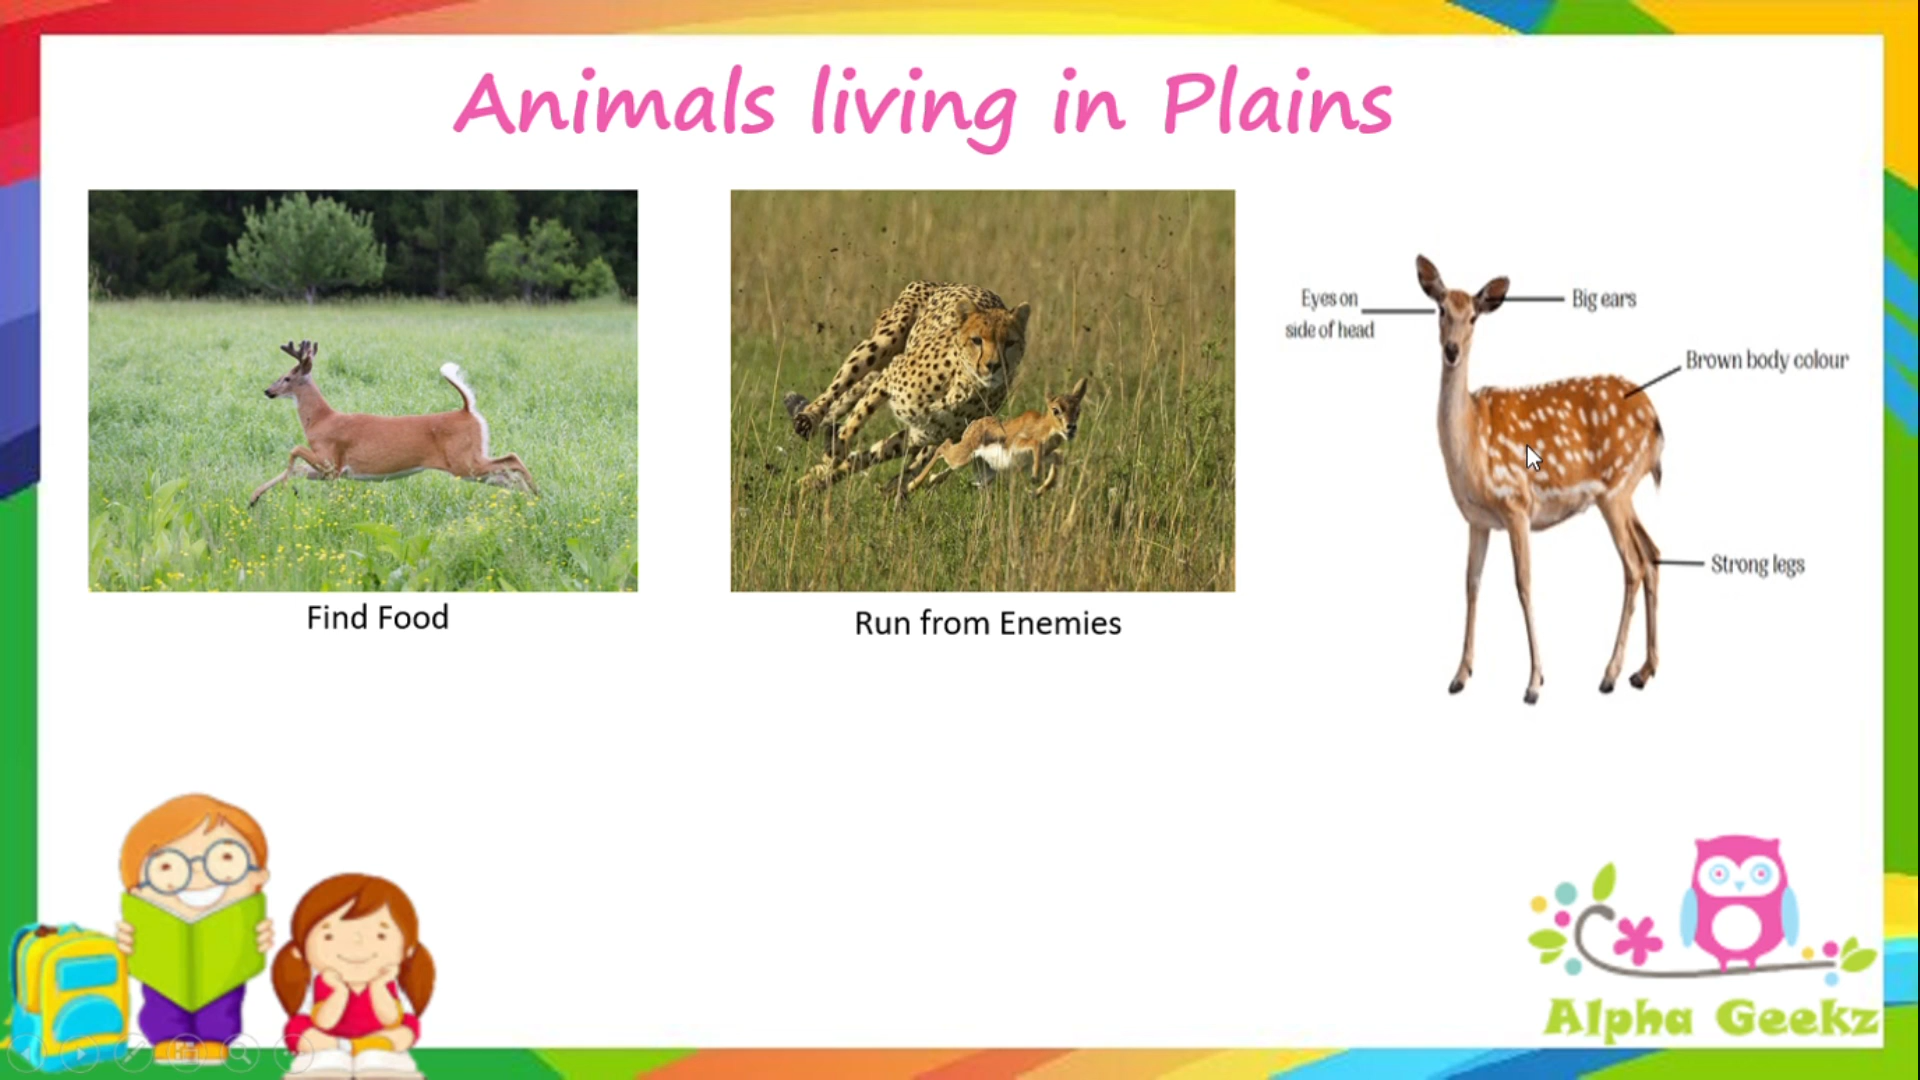 Animals living in Plains
Find Food
Run from Enemies
Eyes on
side of head
Big ears
Brown body colour
Strong legs
Alpha Geekz